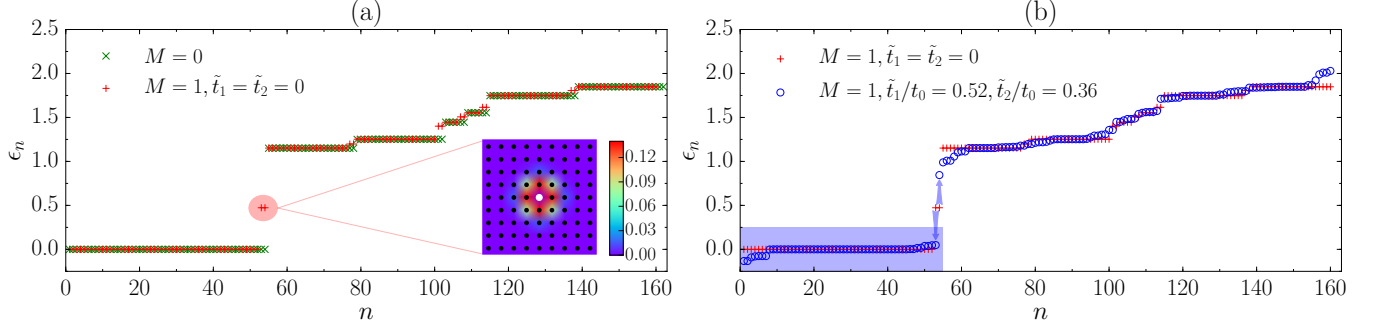 (a)
2.5
2.0
1.5
1.0
0.5
0.0
ϵₙ
× M = 0
+ M = 1, t̃₁ = t̃₂ = 0
0.12
0.09
0.06
0.03
0.00
0 20 40 60 80 100 120 140 160
n
(b)
2.5
2.0
1.5
1.0
0.5
0.0
ϵₙ
+ M = 1, t̃₁ = t̃₂ = 0
○ M = 1, t̃₁/t₀ = 0.52, t̃₂/t₀ = 0.36
0 20 40 60 80 100 120 140 160
n